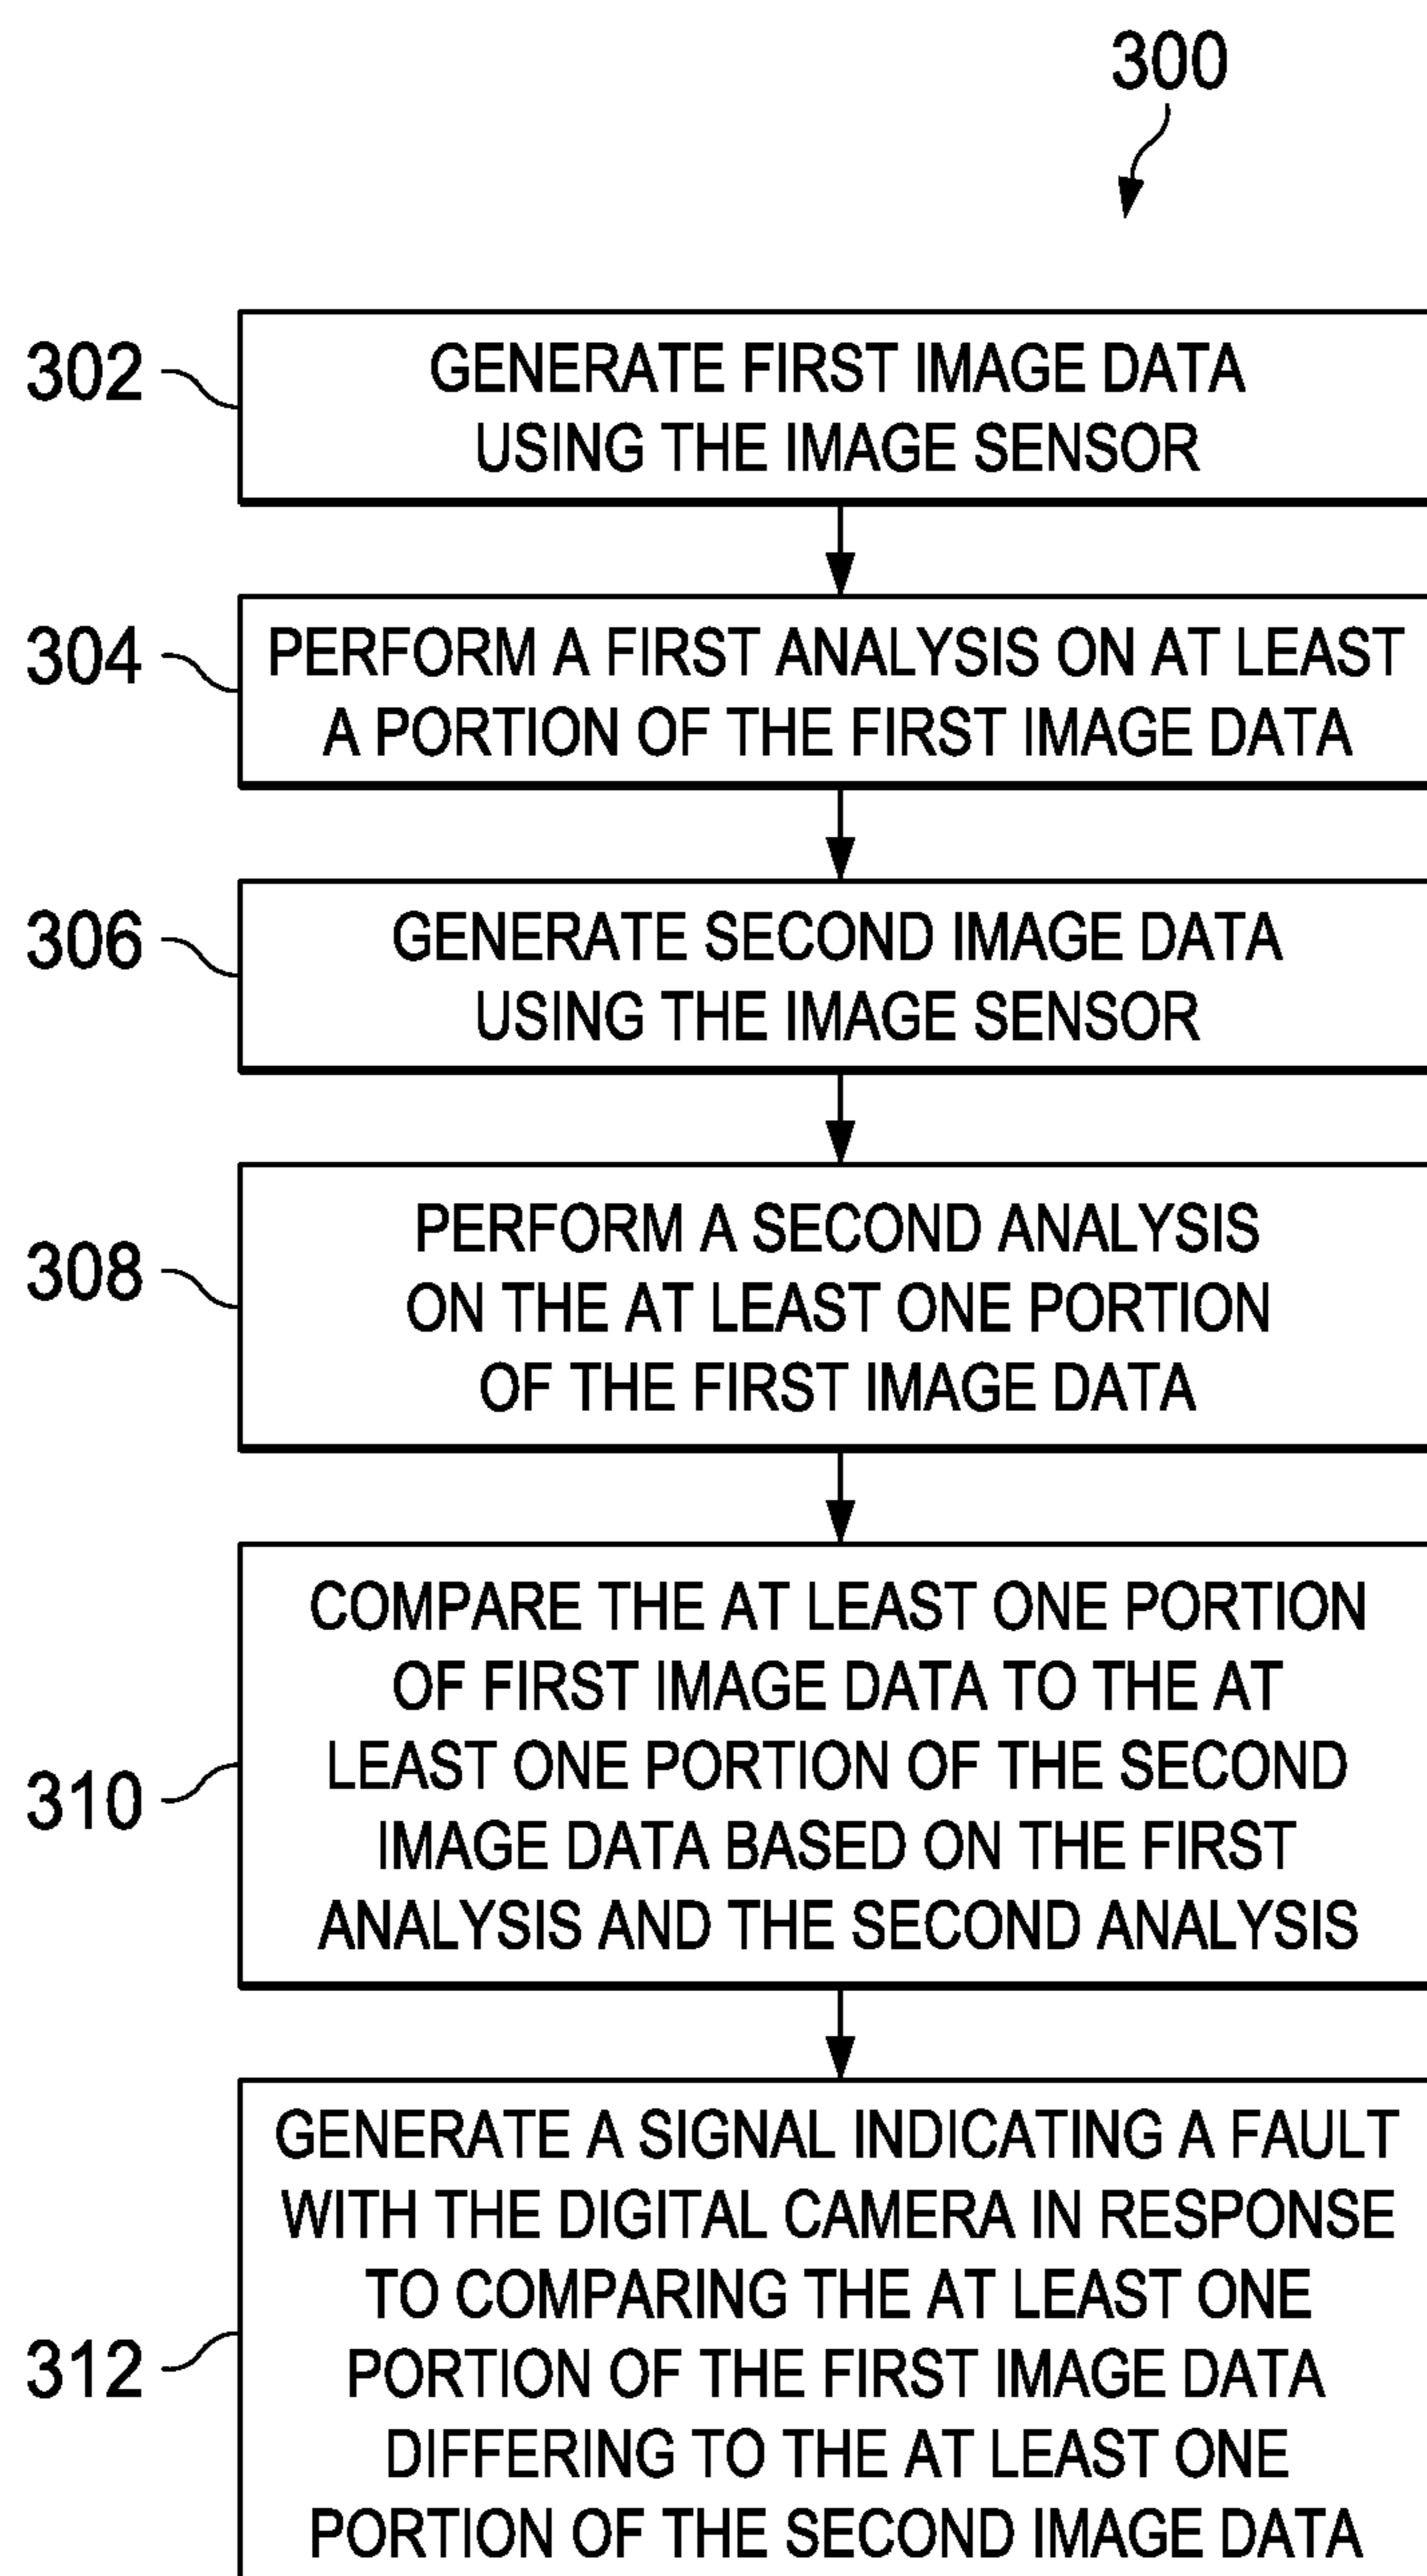 300
302
GENERATE FIRST IMAGE DATA
USING THE IMAGE SENSOR
304
PERFORM A FIRST ANALYSIS ON AT LEAST
A PORTION OF THE FIRST IMAGE DATA
306
GENERATE SECOND IMAGE DATA
USING THE IMAGE SENSOR
308
PERFORM A SECOND ANALYSIS
ON THE AT LEAST ONE PORTION
OF THE FIRST IMAGE DATA
310
COMPARE THE AT LEAST ONE PORTION
OF FIRST IMAGE DATA TO THE AT
LEAST ONE PORTION OF THE SECOND
IMAGE DATA BASED ON THE FIRST
ANALYSIS AND THE SECOND ANALYSIS
312
GENERATE A SIGNAL INDICATING A FAULT
WITH THE DIGITAL CAMERA IN RESPONSE
TO COMPARING THE AT LEAST ONE
PORTION OF THE FIRST IMAGE DATA
DIFFERING TO THE AT LEAST ONE
PORTION OF THE SECOND IMAGE DATA